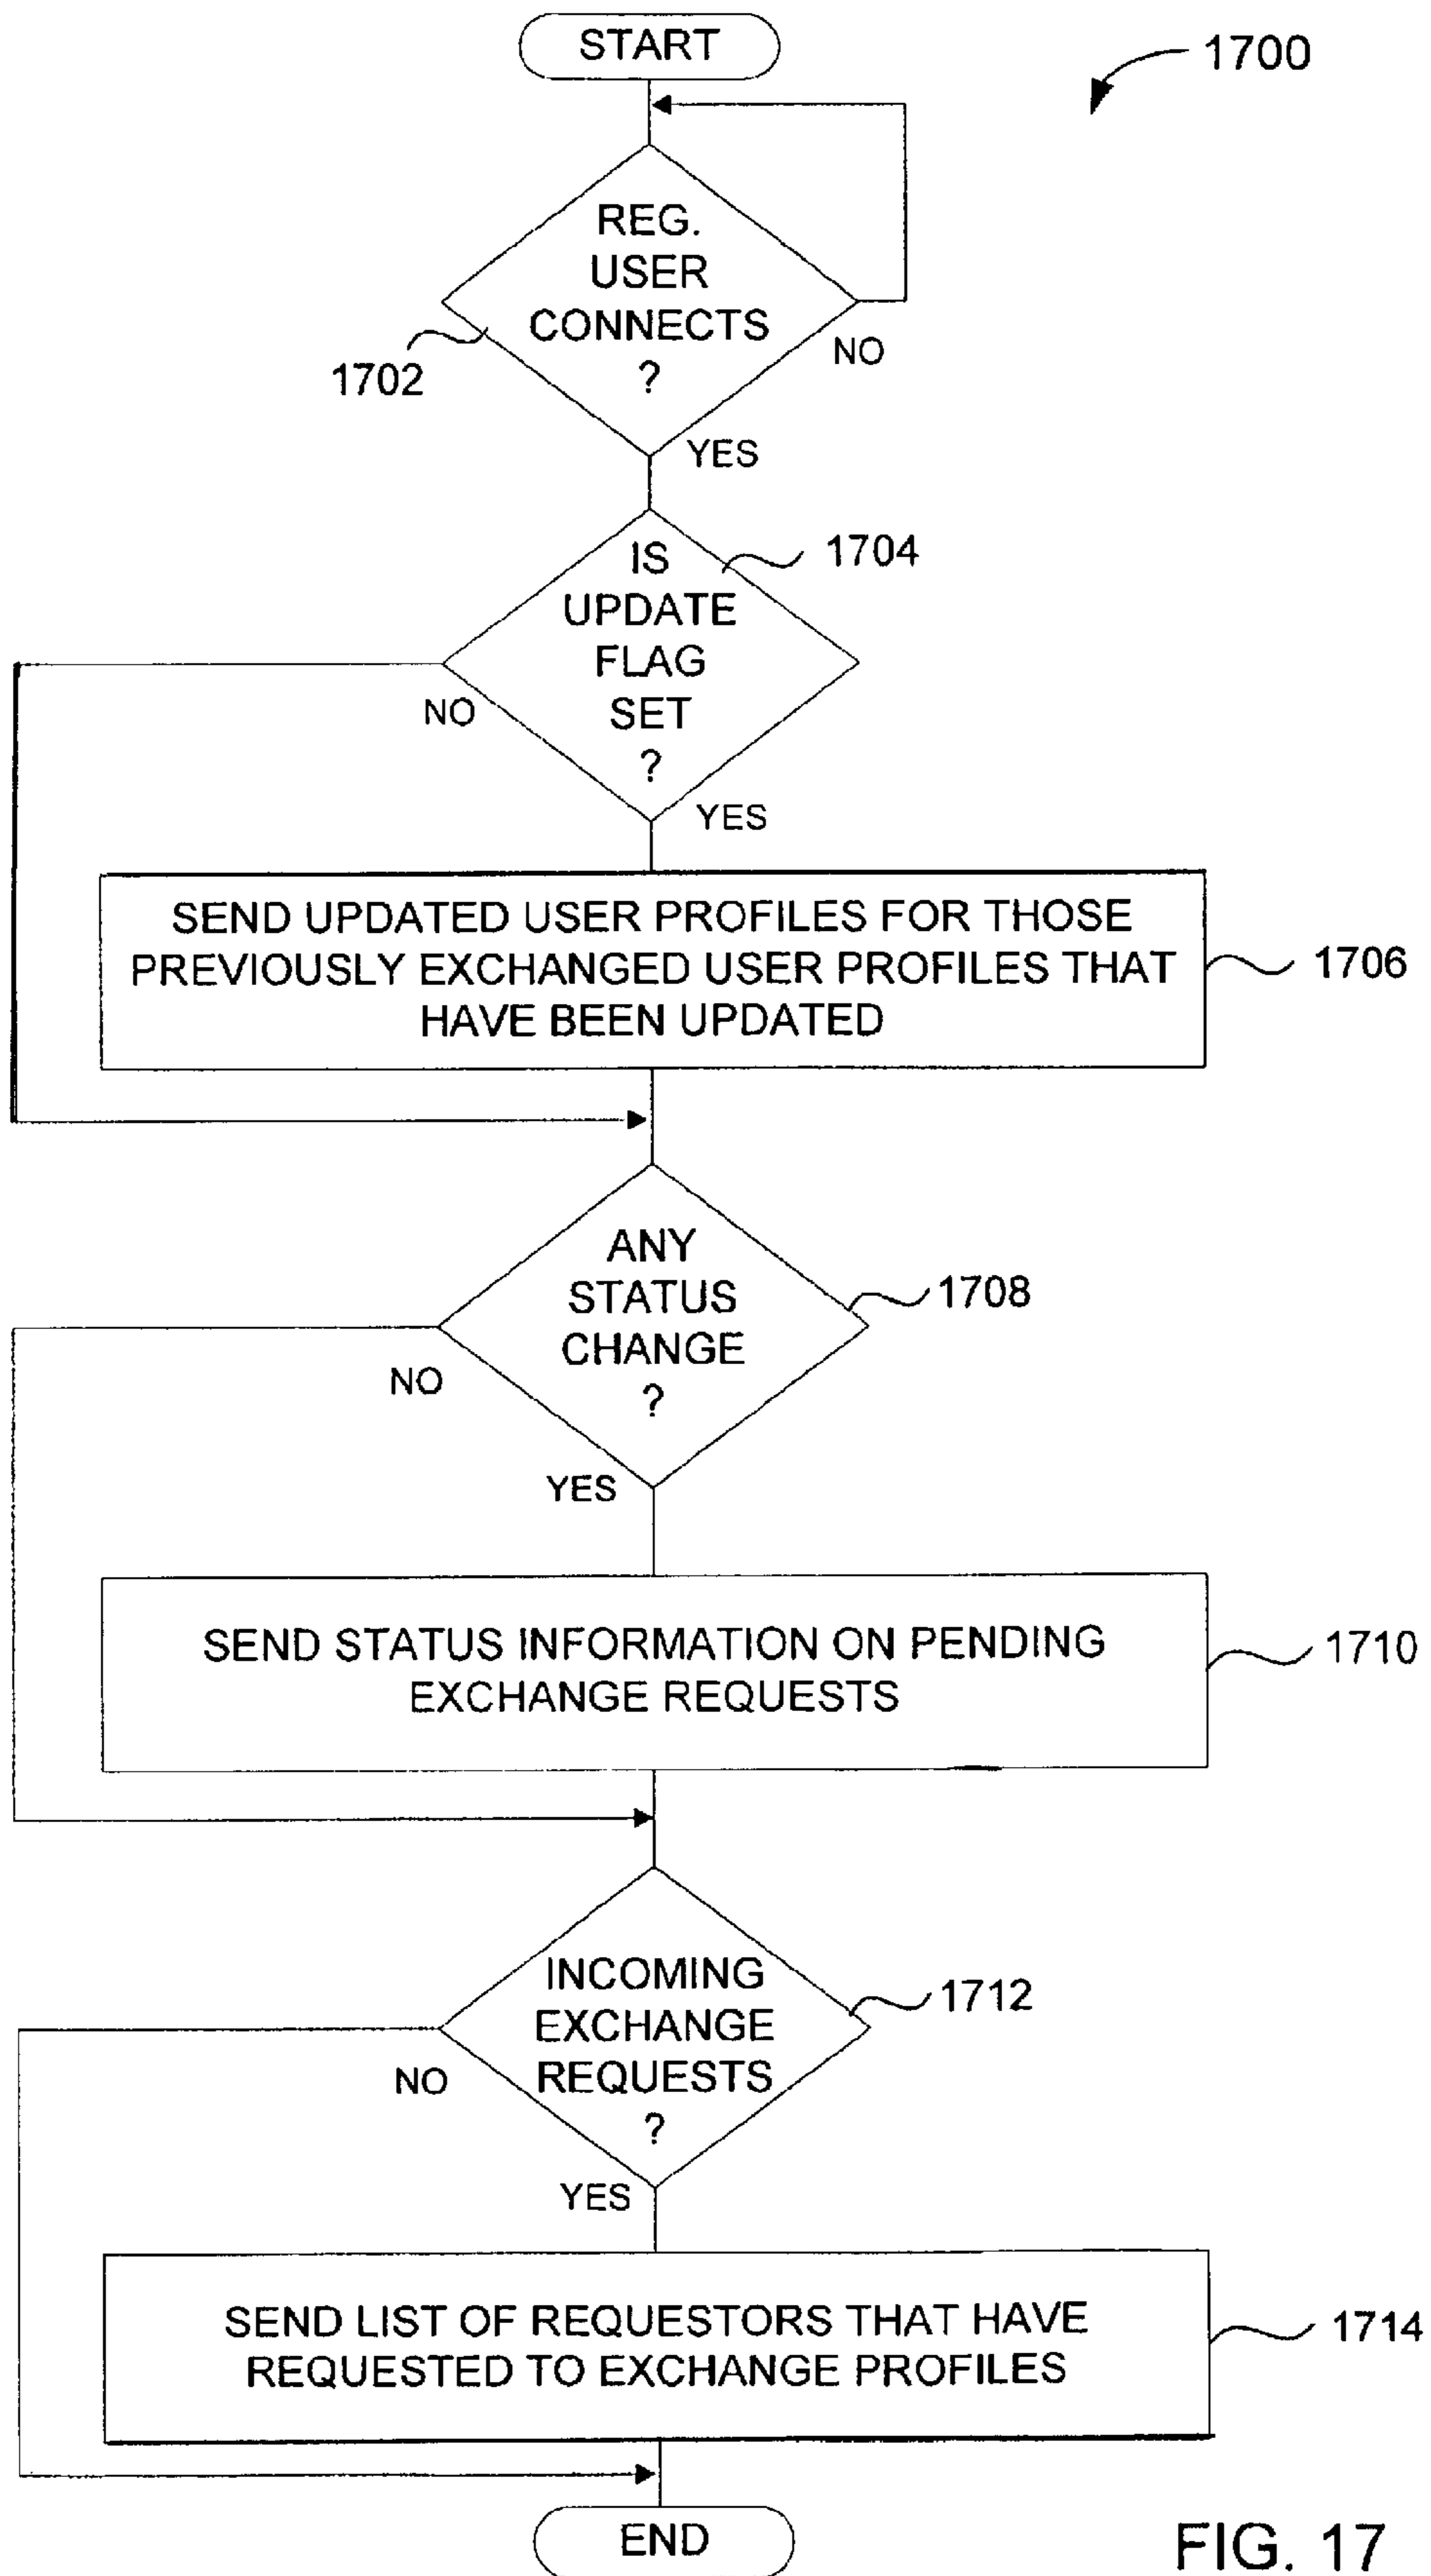 START
1700
REG.
USER
CONNECTS
?
1702
NO
YES
IS
UPDATE
FLAG
SET
?
1704
NO
YES
SEND UPDATED USER PROFILES FOR THOSE
PREVIOUSLY EXCHANGED USER PROFILES THAT
HAVE BEEN UPDATED
1706
ANY
STATUS
CHANGE
?
1708
NO
YES
SEND STATUS INFORMATION ON PENDING
EXCHANGE REQUESTS
1710
INCOMING
EXCHANGE
REQUESTS
?
1712
NO
YES
SEND LIST OF REQUESTORS THAT HAVE
REQUESTED TO EXCHANGE PROFILES
1714
END
FIG. 17